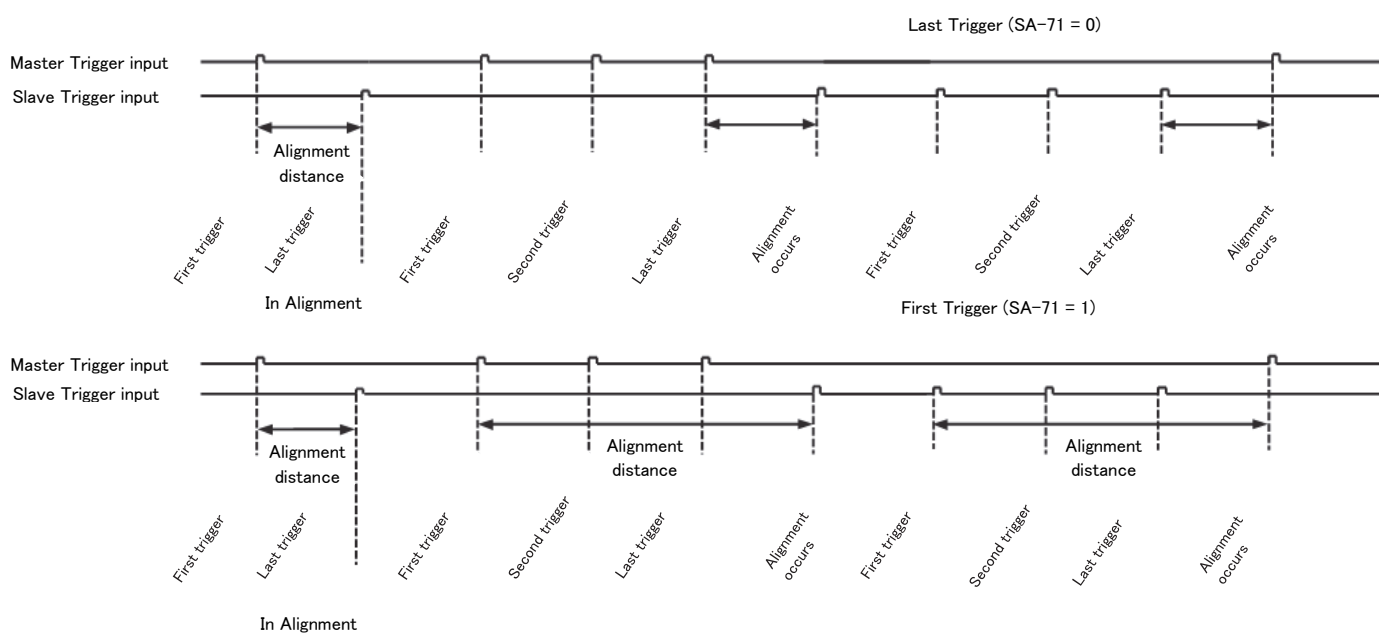 Last Trigger (SA-71 = 0)
Master Trigger input
Slave Trigger input
Alignment
distance
First trigger
Last trigger
First trigger
Second trigger
Last trigger
Alignment
occurs
First trigger
Second trigger
Last trigger
Alignment
occurs
In Alignment
First Trigger (SA-71 = 1)
Master Trigger input
Slave Trigger input
Alignment
distance
Alignment
distance
Alignment
distance
First trigger
Last trigger
First trigger
Second trigger
Last trigger
Alignment
occurs
First trigger
Second trigger
Last trigger
Alignment
occurs
In Alignment